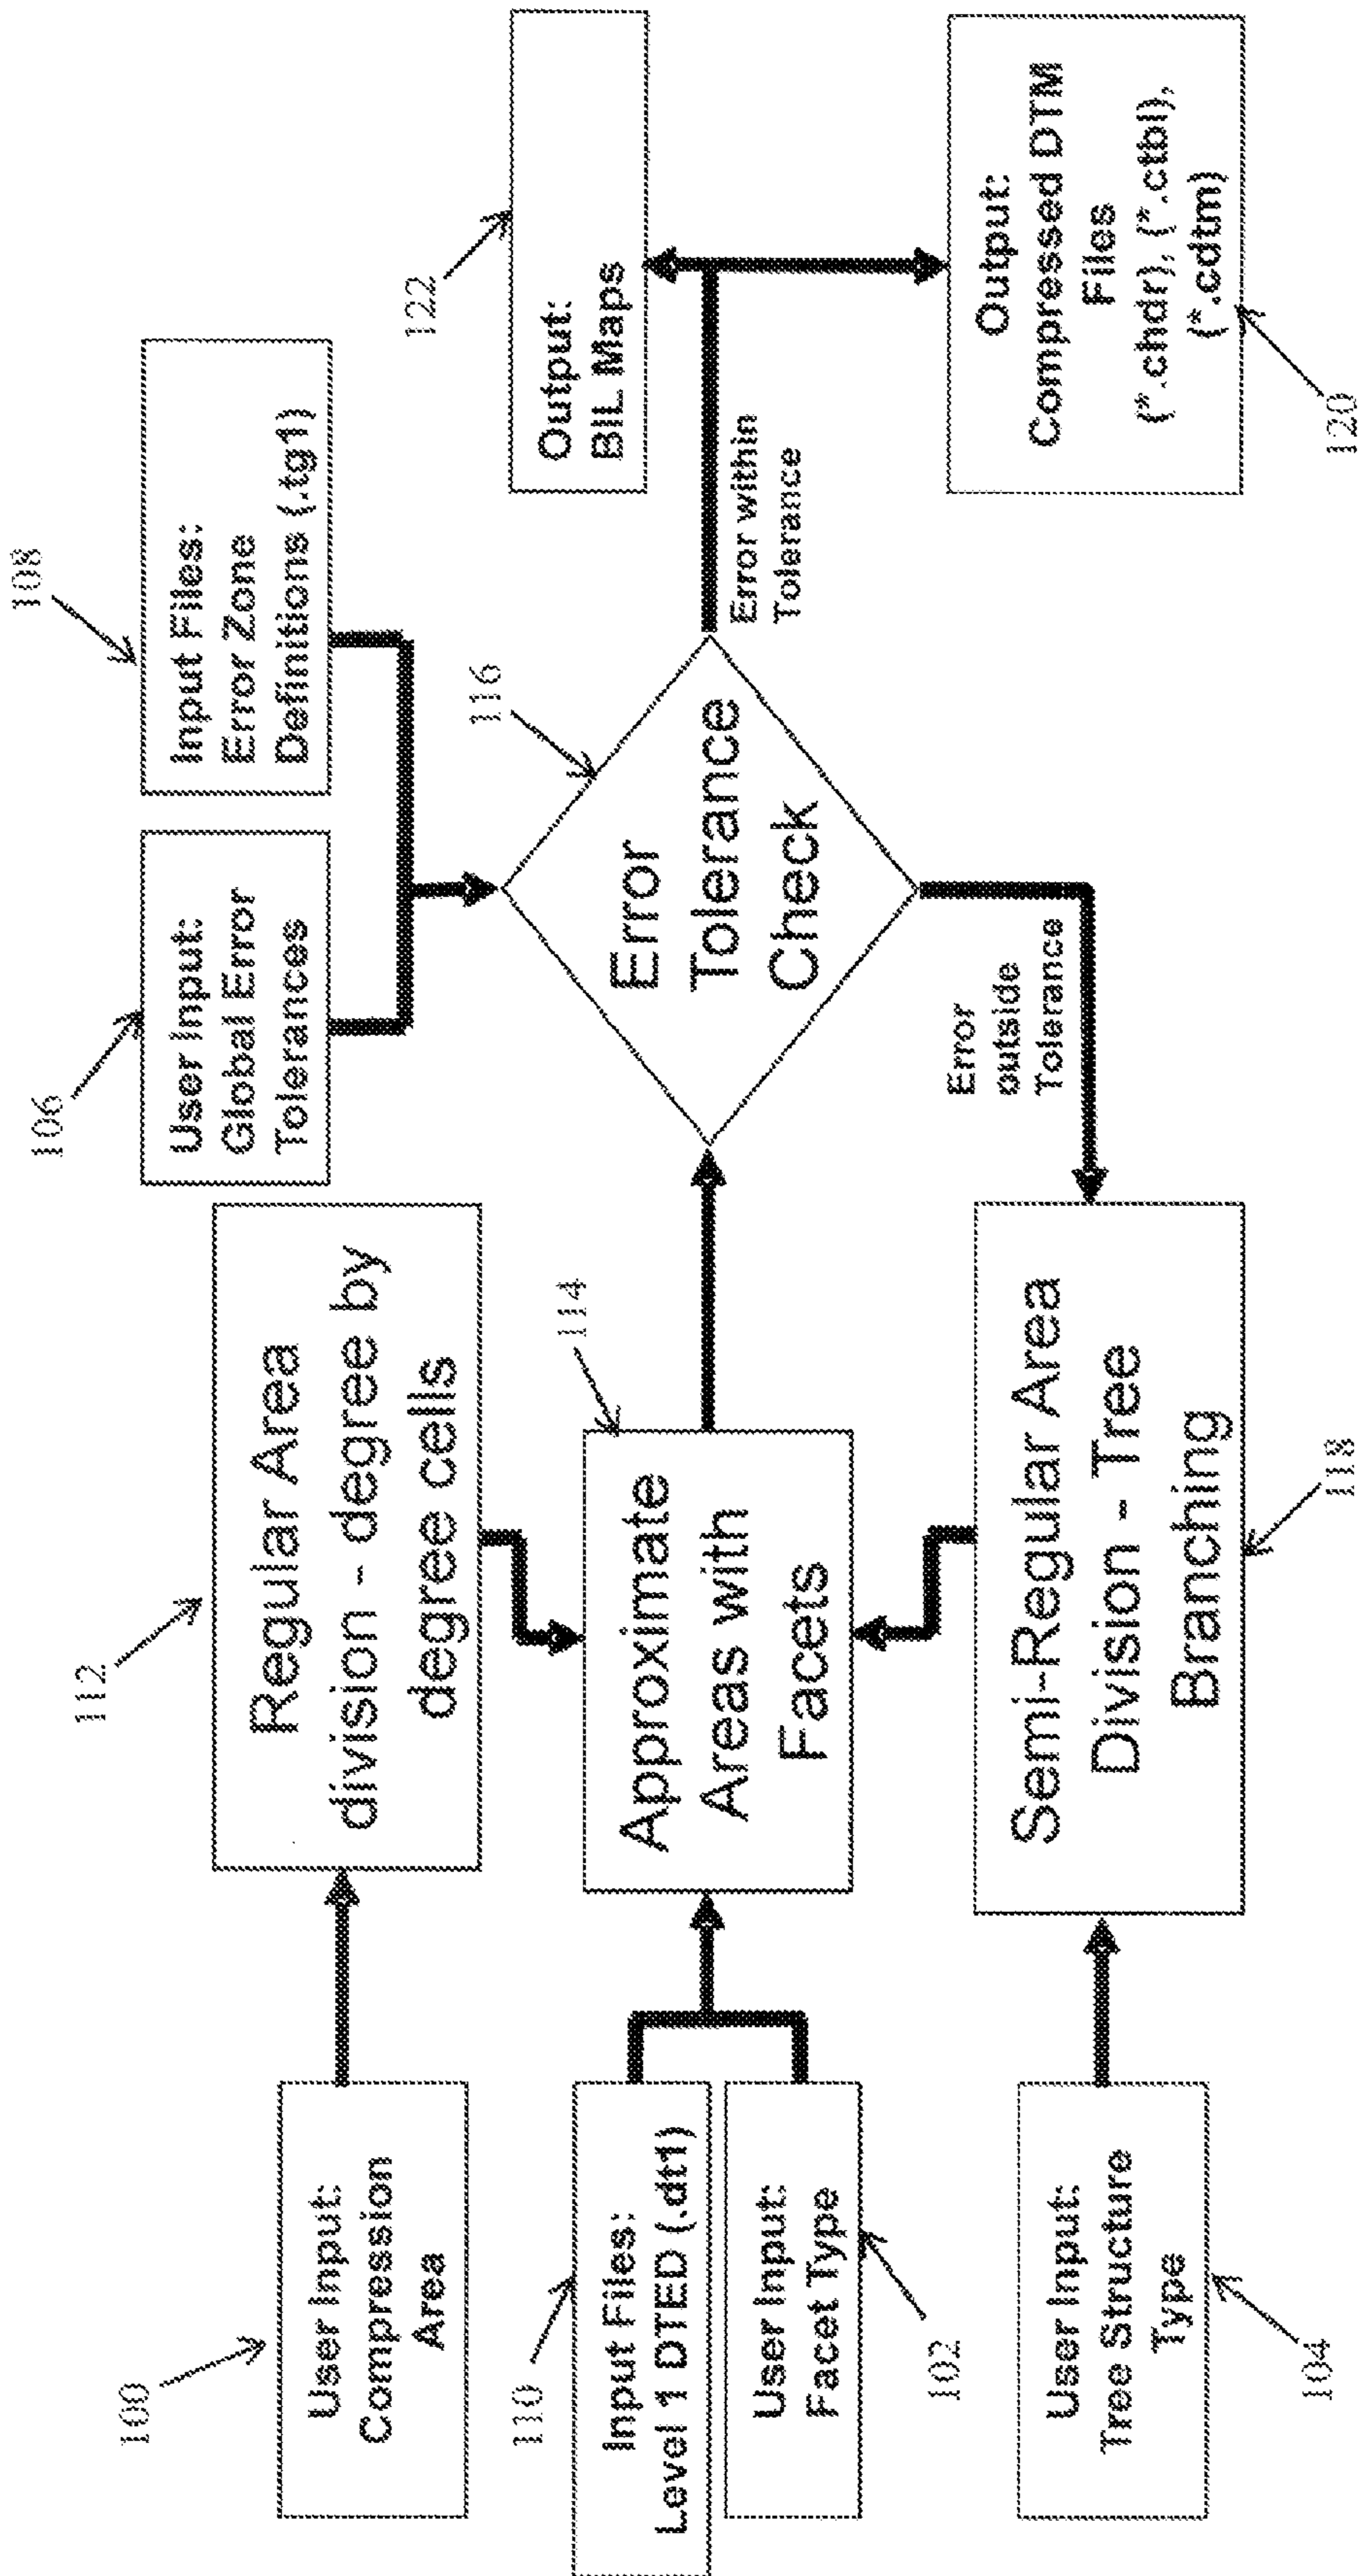 100
User Input:
Compression
Area
112
Regular Area
division - degree by
degree cells
106
User Input:
Global Error
Tolerances
108
Input Files:
Error Zone
Definitions (.tg1)
110
Input Files:
Level 1 DTED (.dt1)
User Input:
Facet Type
102
114
Approximate
Areas with
Facets
116
Error
Tolerance
Check
Error within
Tolerance
122
Output:
BIL Maps
104
User Input:
Tree Structure
Type
118
Semi-Regular Area
Division - Tree
Branching
Error
outside
Tolerance
Output:
Compressed DTM
Files
(*.chdr), (*.ctbl),
(*.cdtm)
120